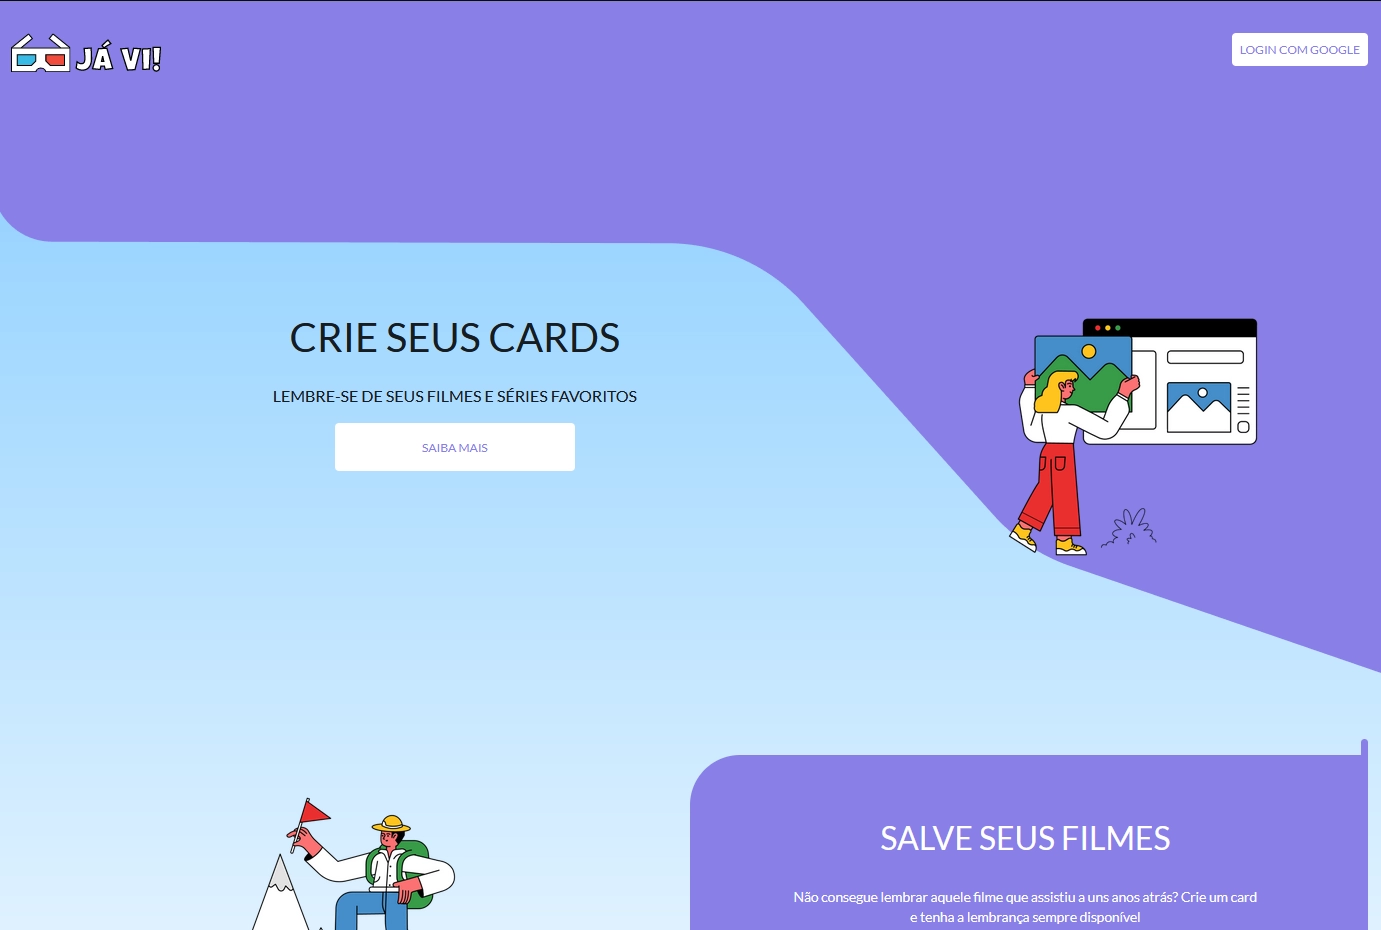 JÁ VI!
LOGIN COM GOOGLE
CRIE SEUS CARDS
LEMBRE-SE DE SEUS FILMES E SÉRIES FAVORITOS
SAIBA MAIS
SALVE SEUS FILMES
Não consegue lembrar aquele filme que assistiu a uns anos atrás? Crie um card
e tenha a lembrança sempre disponível